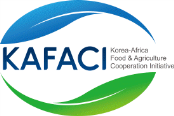 KAFACI
Korea-Africa
Food & Agriculture
Cooperation Initiative